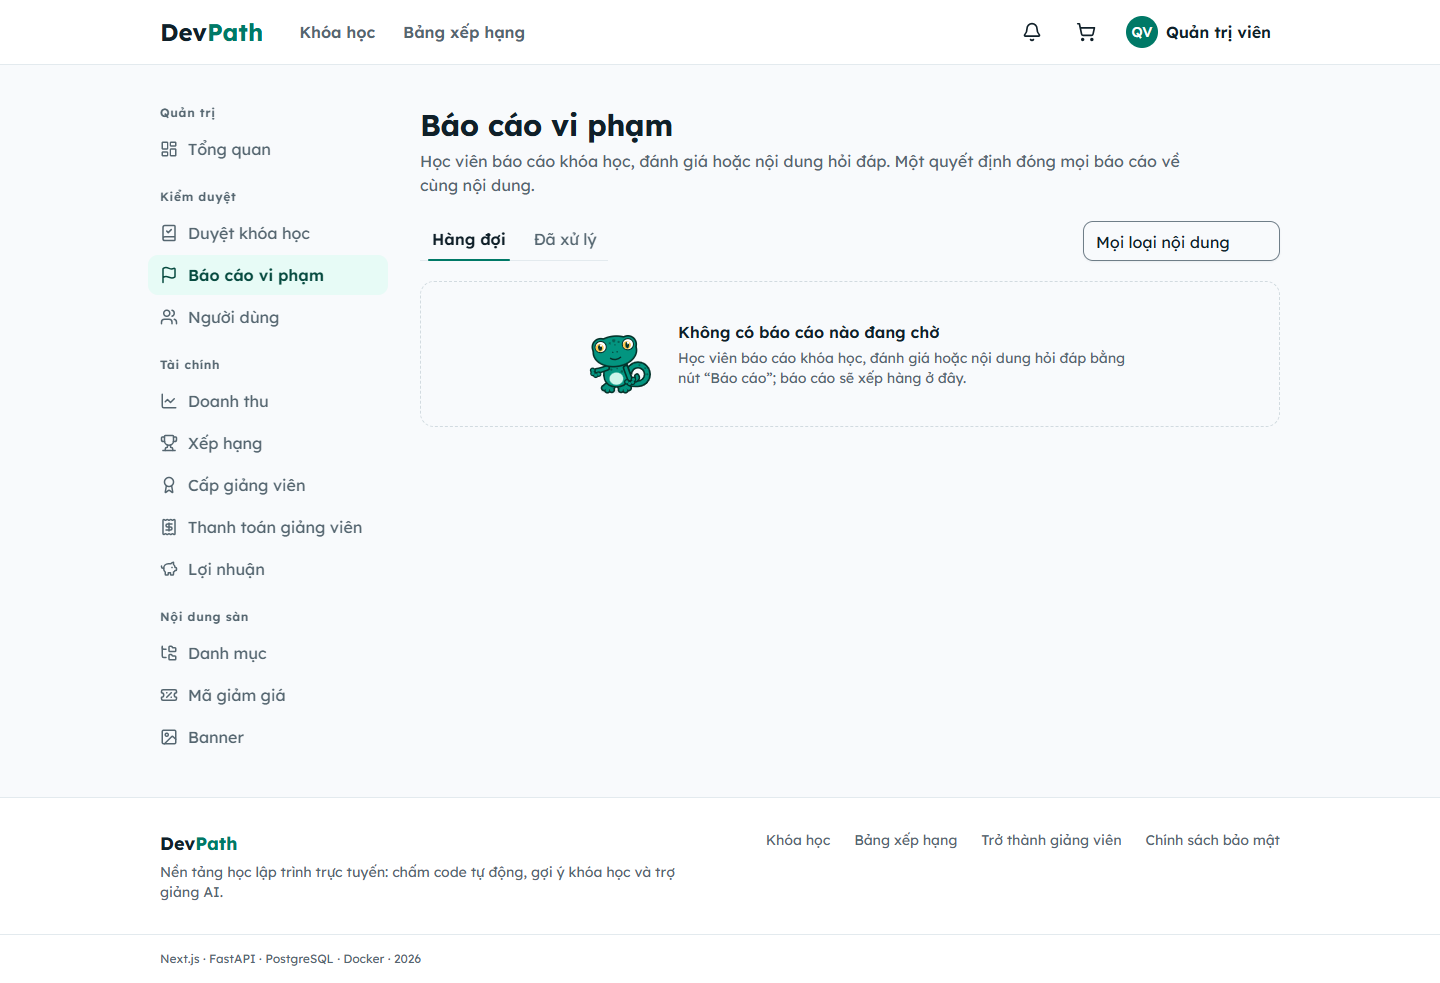 DevPath
Khóa học
Bảng xếp hạng
QV
Quản trị viên
Quản trị
Tổng quan
Kiểm duyệt
Duyệt khóa học
Báo cáo vi phạm
Người dùng
Tài chính
Doanh thu
Xếp hạng
Cấp giảng viên
Thanh toán giảng viên
Lợi nhuận
Nội dung sàn
Danh mục
Mã giảm giá
Banner
Báo cáo vi phạm
Học viên báo cáo khóa học, đánh giá hoặc nội dung hỏi đáp. Một quyết định đóng mọi báo cáo về
cùng nội dung.
Hàng đợi
Đã xử lý
Mọi loại nội dung
Không có báo cáo nào đang chờ
Học viên báo cáo khóa học, đánh giá hoặc nội dung hỏi đáp bằng
nút “Báo cáo”; báo cáo sẽ xếp hàng ở đây.
DevPath
Nền tảng học lập trình trực tuyến: chấm code tự động, gợi ý khóa học và trợ
giảng AI.
Khóa học
Bảng xếp hạng
Trở thành giảng viên
Chính sách bảo mật
Next.js · FastAPI · PostgreSQL · Docker · 2026